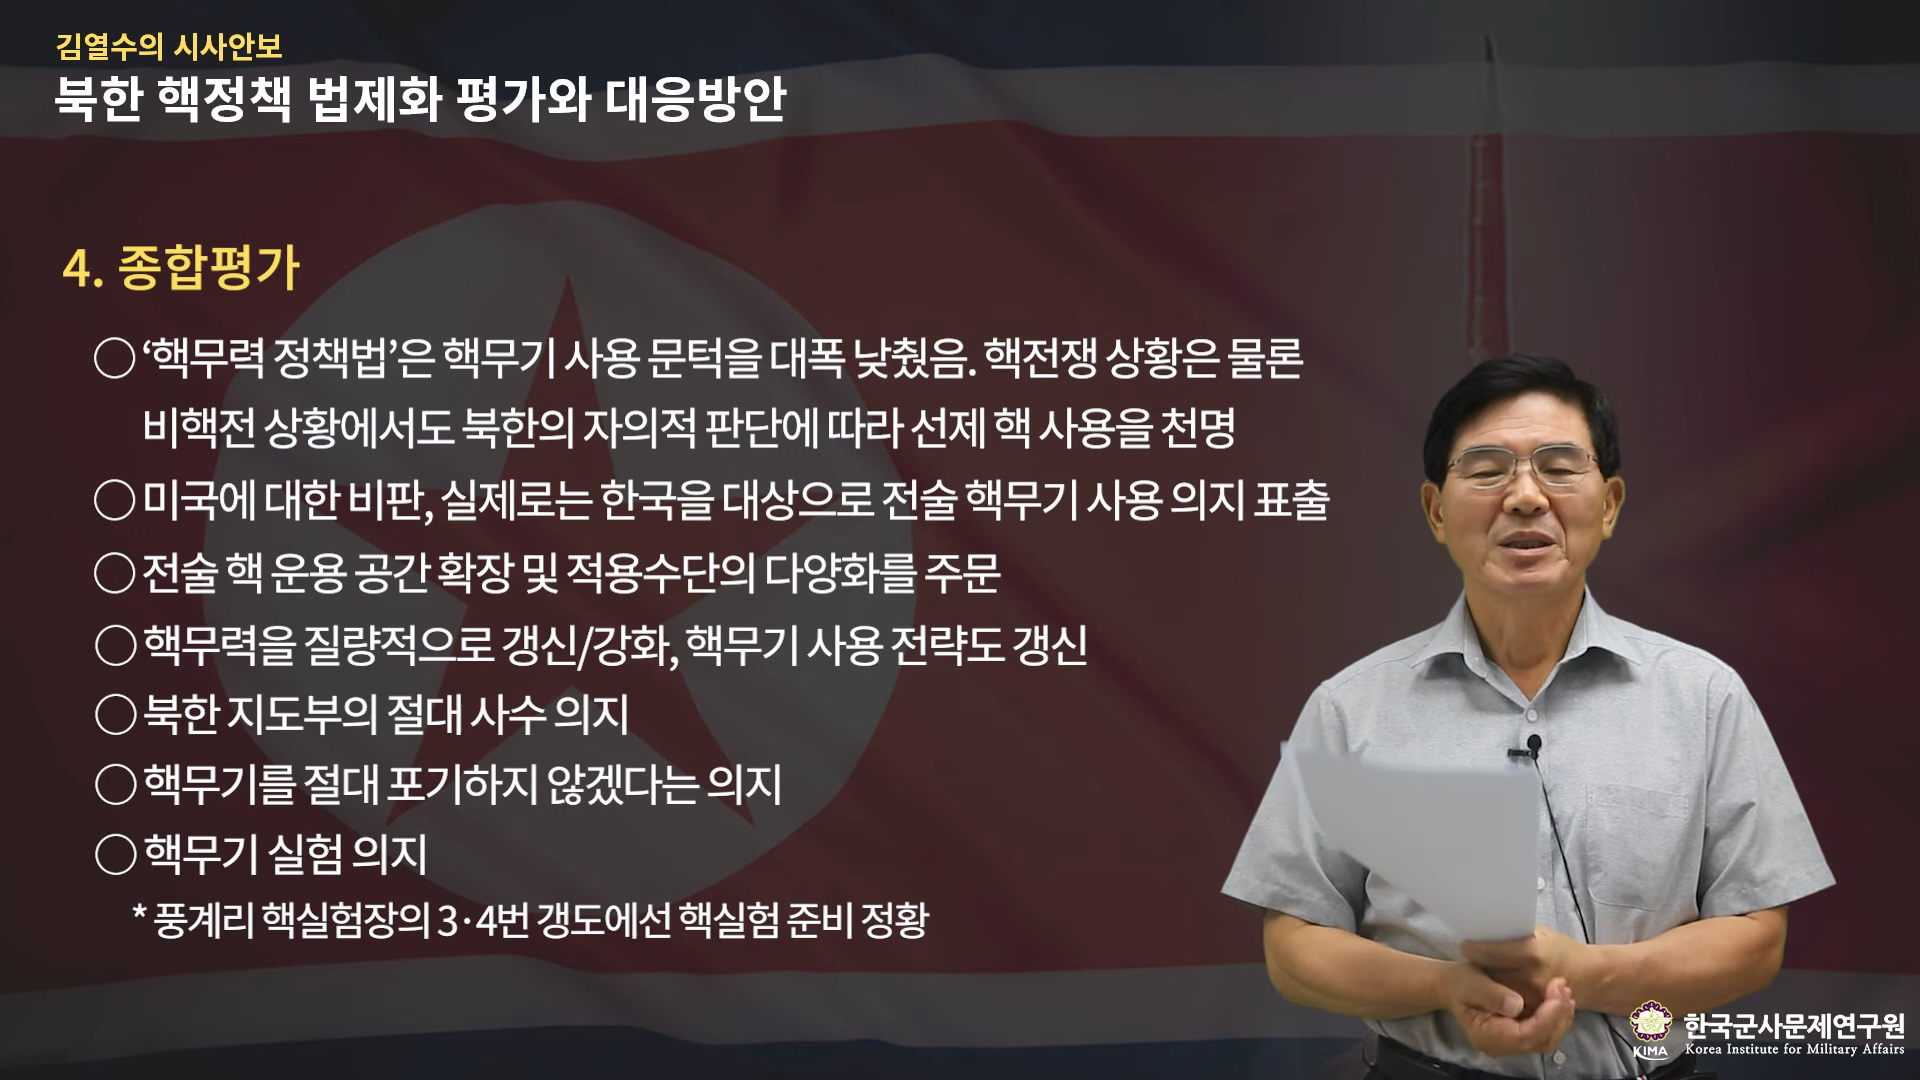 김열수의 시사안보
북한 핵정책 법제화 평가와 대응방안
4. 종합평가
○ ‘핵무력 정책법’은 핵무기 사용 문턱을 대폭 낮췄음. 핵전쟁 상황은 물론
비핵전 상황에서도 북한의 자의적 판단에 따라 선제 핵 사용을 천명
○ 미국에 대한 비판, 실제로는 한국을 대상으로 전술 핵무기 사용 의지 표출
○ 전술 핵 운용 공간 확장 및 적용수단의 다양화를 주문
○ 핵무력을 질량적으로 갱신/강화, 핵무기 사용 전략도 갱신
○ 북한 지도부의 절대 사수 의지
○ 핵무기를 절대 포기하지 않겠다는 의지
○ 핵무기 실험 의지
* 풍계리 핵실험장의 3·4번 갱도에선 핵실험 준비 정황
KIMA
한국군사문제연구원
Korea Institute for Military Affairs